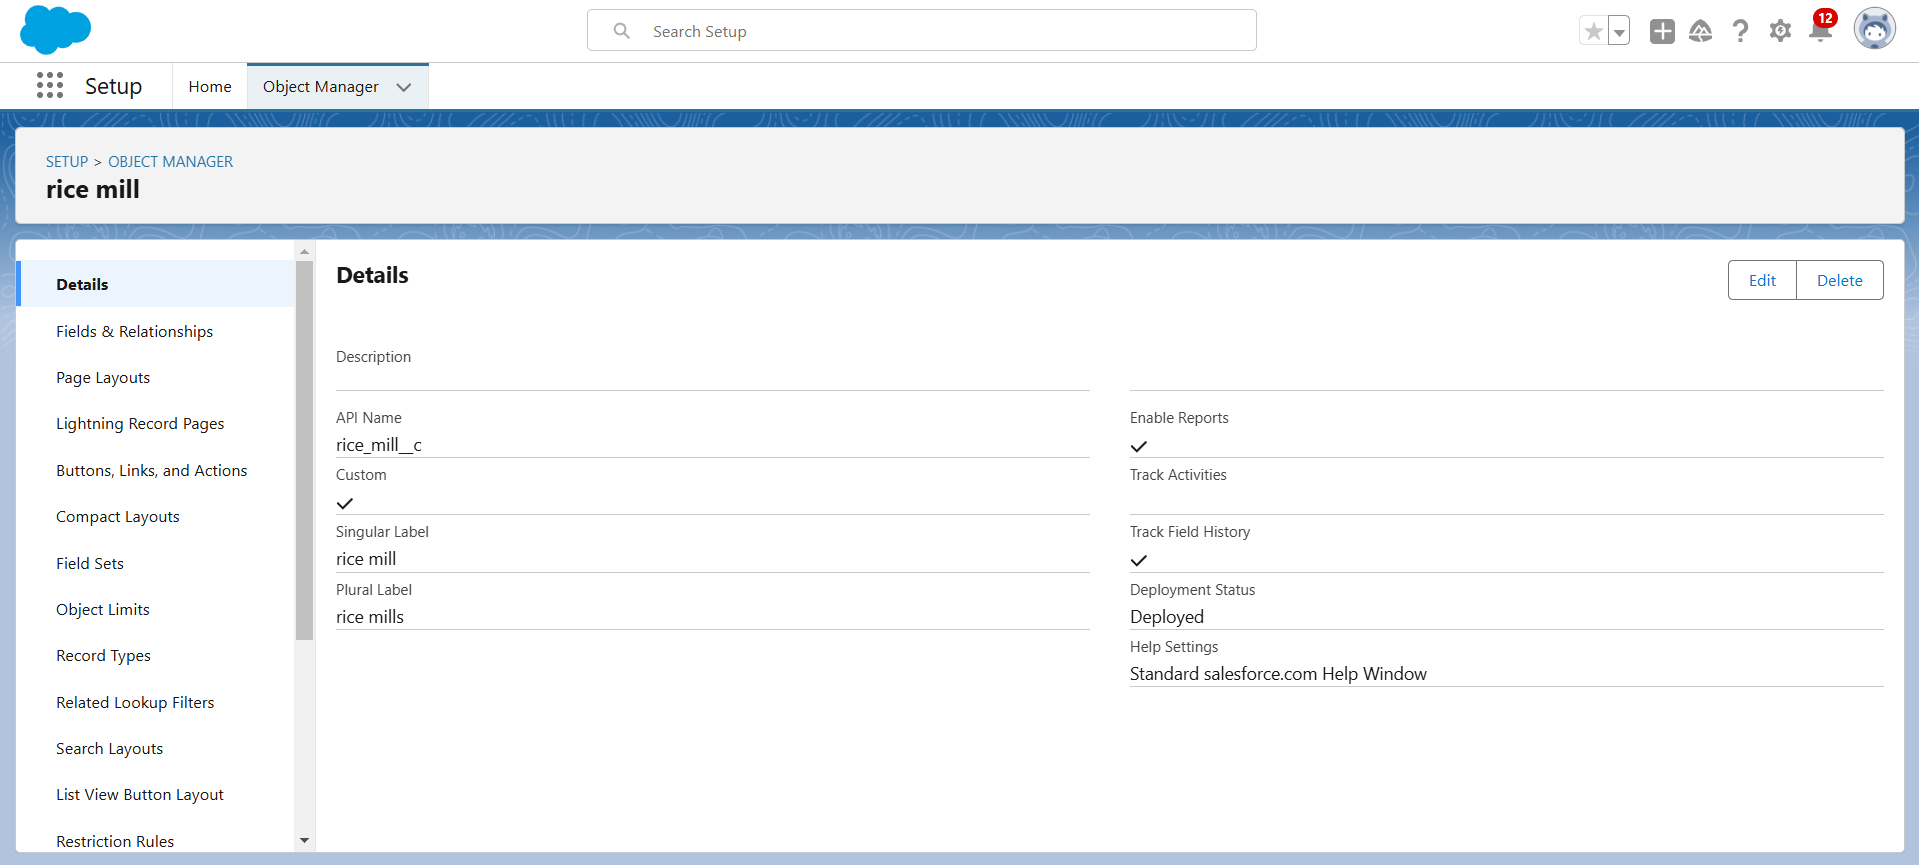 Search Setup
12
Setup
Home
Object Manager
SETUP > OBJECT MANAGER
rice mill
Details
Fields & Relationships
Page Layouts
Lightning Record Pages
Buttons, Links, and Actions
Compact Layouts
Field Sets
Object Limits
Record Types
Related Lookup Filters
Search Layouts
List View Button Layout
Restriction Rules
Details
Edit
Delete
Description
API Name
rice_mill__c
Custom
Singular Label
rice mill
Plural Label
rice mills
Enable Reports
Track Activities
Track Field History
Deployment Status
Deployed
Help Settings
Standard salesforce.com Help Window